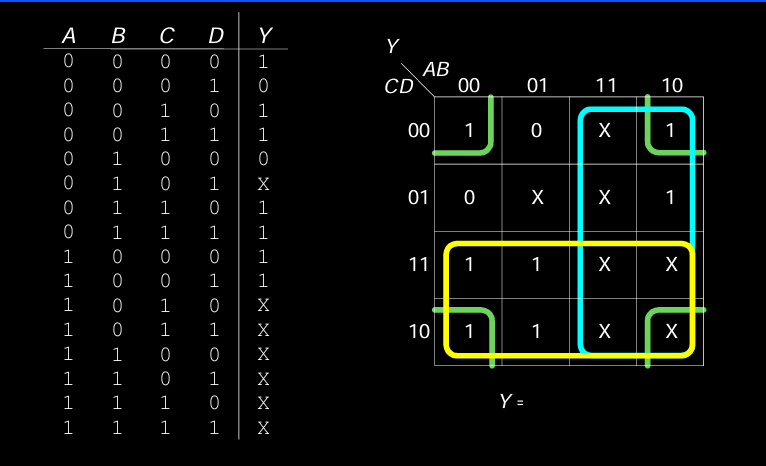 A B C D Y
0 0 0 0 1
0 0 0 1 0
0 0 1 0 1
0 0 1 1 1
0 1 0 0 0
0 1 0 1 X
0 1 1 0 1
0 1 1 1 1
1 0 0 0 1
1 0 0 1 1
1 0 1 0 X
1 0 1 1 X
1 1 0 0 X
1 1 0 1 X
1 1 1 0 X
1 1 1 1 X
Y
AB
CD 00 01 11 10
00 1 0 X 1
01 0 X X 1
11 1 1 X X
10 1 1 X X
Y =